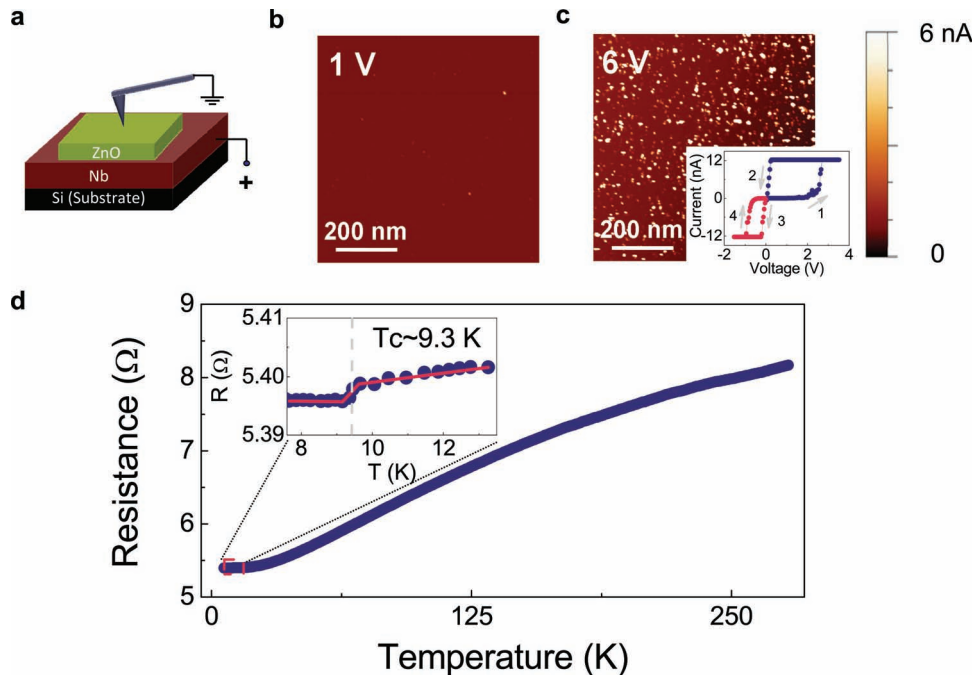 a
ZnO
Nb
Si (Substrate)
+
b
1 V
200 nm
c
6 V
200 nm
Current (nA)
12
0
-12
2
1
4
3
-2
0
2
4
Voltage (V)
6 nA
0
d
Resistance (Ω)
9
8
7
6
5
R (Ω)
5.41
5.40
5.39
Tc~9.3 K
8
10
12
T (K)
0
125
250
Temperature (K)